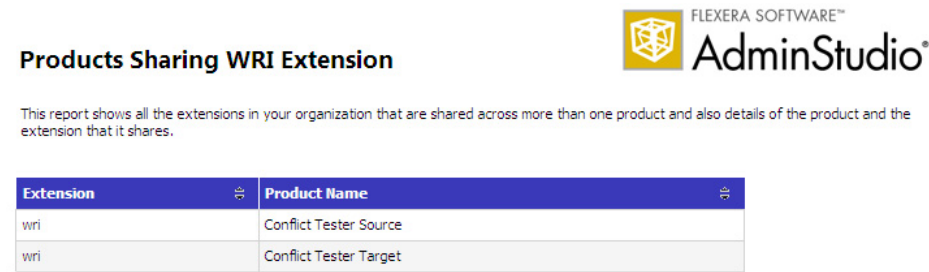 FLEXERA SOFTWARE™
AdminStudio®
Products Sharing WRI Extension
This report shows all the extensions in your organization that are shared across more than one product and also details of the product and the
extension that it shares.
Extension Product Name
wri Conflict Tester Source
wri Conflict Tester Target